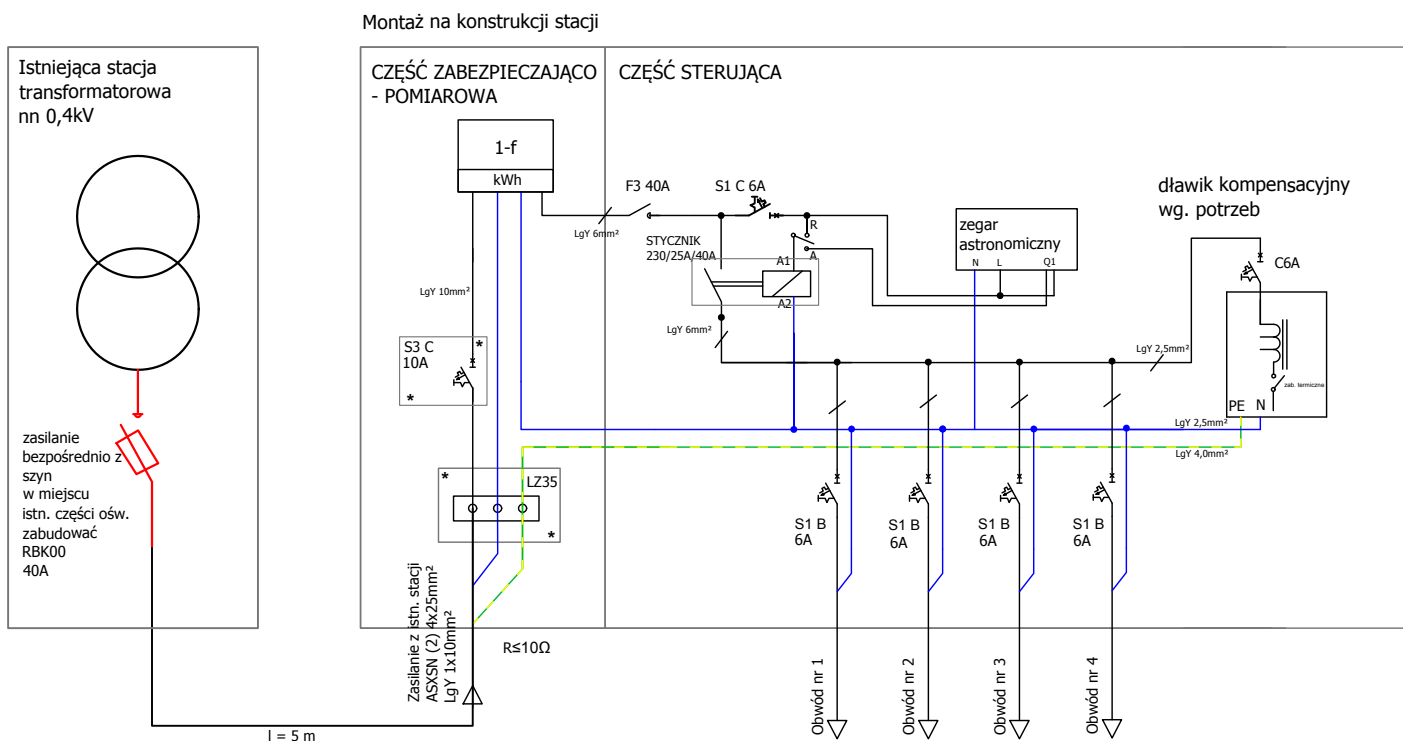 Montaż na konstrukcji stacji
Istniejąca stacja
transformatorowa
nn 0,4kV
zasilanie
bezpośrednio z
szyn
w miejscu
istn. części ośw.
zabudować
RBK00
40A
l = 5 m
CZĘŚĆ ZABEZPIECZAJĄCO
- POMIAROWA
1-f
kWh
LgY 10mm²
S3 C
10A
*
*
*
LZ35
*
Zasilanie z istn. stacji
ASXSN (2) 4x25mm²
LgY 1x10mm²
R≤10Ω
CZĘŚĆ STERUJĄCA
F3 40A
S1 C 6A
LgY 6mm²
STYCZNIK
230/25A/40A
R
A
A1
A2
LgY 6mm²
zegar
astronomiczny
N L Q1
dławik kompensacyjny
wg. potrzeb
C6A
LgY 2,5mm²
zab. termiczne
PE N
LgY 2,5mm²
LgY 4,0mm²
S1 B
6A
S1 B
6A
S1 B
6A
S1 B
6A
Obwód nr 1
Obwód nr 2
Obwód nr 3
Obwód nr 4